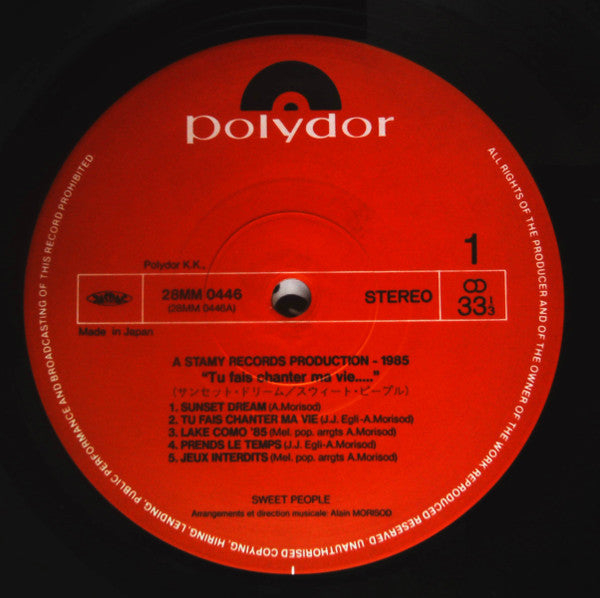 polydor
ALL RIGHTS OF THE PRODUCER AND OF THE OWNER OF THE WORK REPRODUCED RESERVED. UNAUTHORISED COPYING, HIRING, LENDING, PUBLIC PERFORMANCE AND BROADCASTING OF THIS RECORD PROHIBITED
1
Polydor K.K.,
28MM 0446
(28MM 0446A)
STEREO
33 1/3
Made in Japan
A STAMY RECORDS PRODUCTION - 1985
"Tu fais chanter ma vie....."
(サンセット・ドリーム/スウィート・ピープル)
1. SUNSET DREAM (A.Morisod)
2. TU FAIS CHANTER MA VIE (J.J. Egli-A.Morisod)
3. LAKE COMO '85 (Mel. pop. arrgts A.Morisod)
4. PRENDS LE TEMPS (J.J. Egli-A.Morisod)
5. JEUX INTERDITS (Mel. pop. arrgts A.Morisod)
SWEET PEOPLE
Arrangements et direction musicale: Alain MORISOD